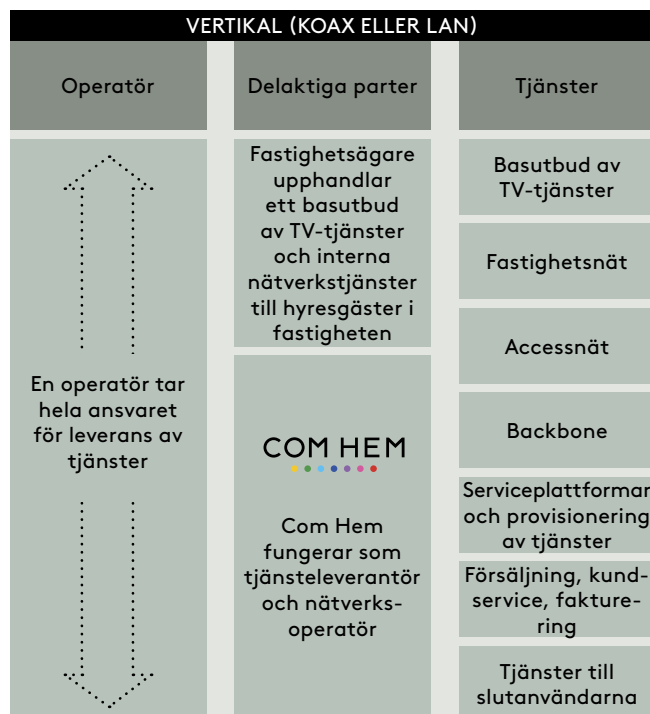 VERTIKAL (KOAX ELLER LAN)
Operatör
Delaktiga parter
Tjänster
En operatör tar
hela ansvaret
för leverans av
tjänster
Fastighetsägare
upphandlar
ett basutbud
av TV-tjänster
och interna
nätverkstjänster
till hyresgäster i
fastigheten
COM HEM
Com Hem
fungerar som
tjänsteleverantör
och nätverks-
operatör
Basutbud av
TV-tjänster
Fastighetsnät
Accessnät
Backbone
Serviceplattformar
och provisionering
av tjänster
Försäljning, kund-
service, fakture-
ring
Tjänster till
slutanvändarna